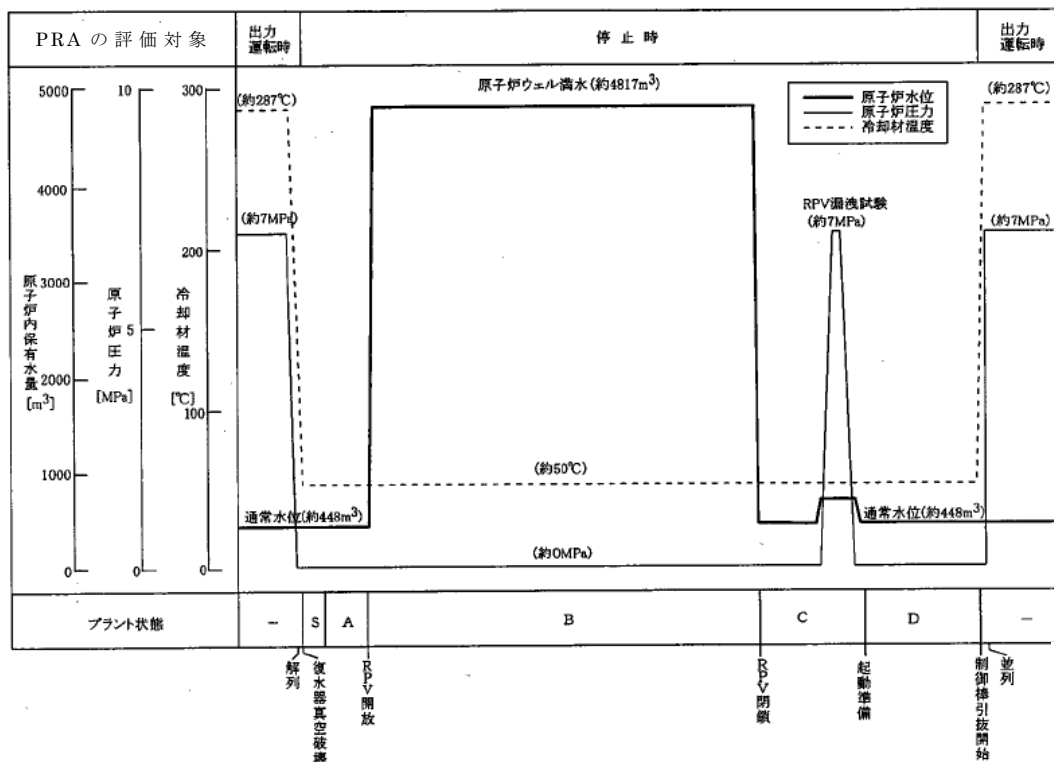 PRAの評価対象
出力
運転時
停止時
出力
運転時
原子炉内保有水量
[m³]
5000
4000
3000
2000
1000
0
原子炉圧力
[MPa]
10
5
0
冷却材温度
[℃]
300
200
100
0
(約287℃)
(約7MPa)
原子炉ウェル満水(約4817m³)
原子炉水位
原子炉圧力
冷却材温度
(約287℃)
RPV漏洩試験
(約7MPa)
(約7MPa)
(約50℃)
通常水位(約448m³)
通常水位(約448m³)
(約0MPa)
プラント状態
－
S
A
B
C
D
－
解列
復水器真空破壊
RPV開放
RPV閉鎖
起動準備
制御棒引抜開始
並列